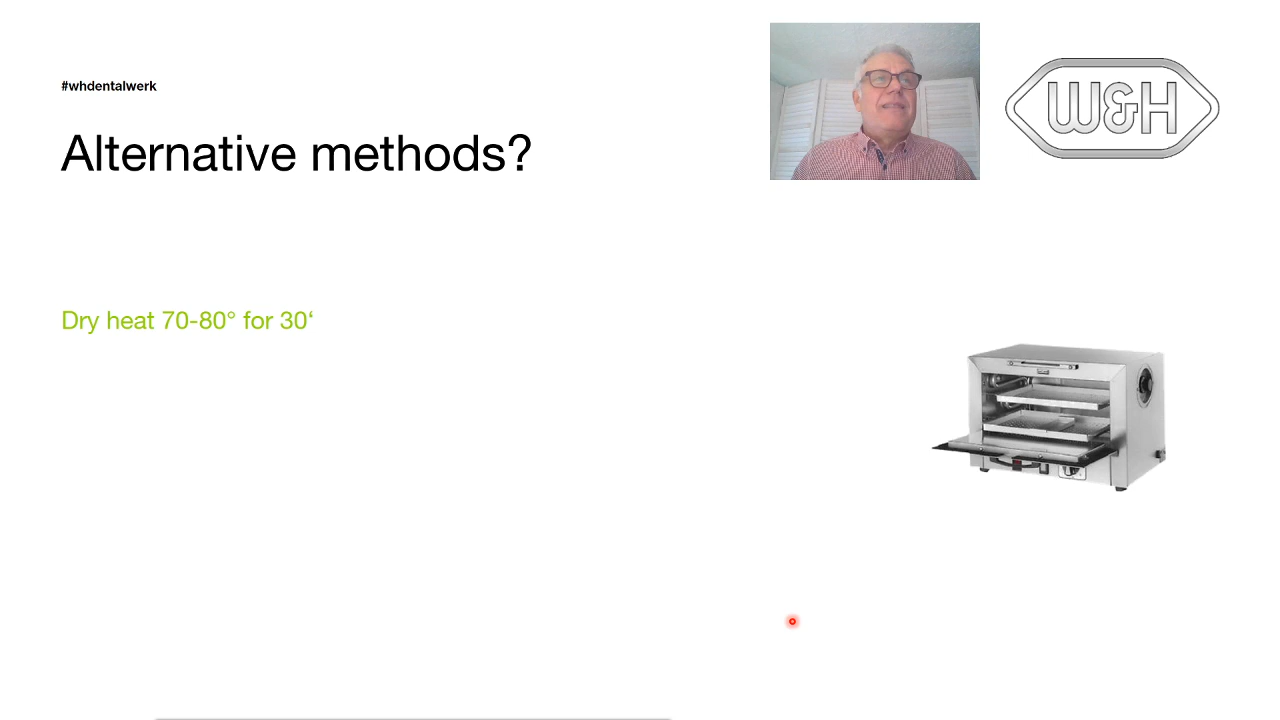 #whdentalwerk
W&H
Alternative methods?
Dry heat 70-80° for 30‘